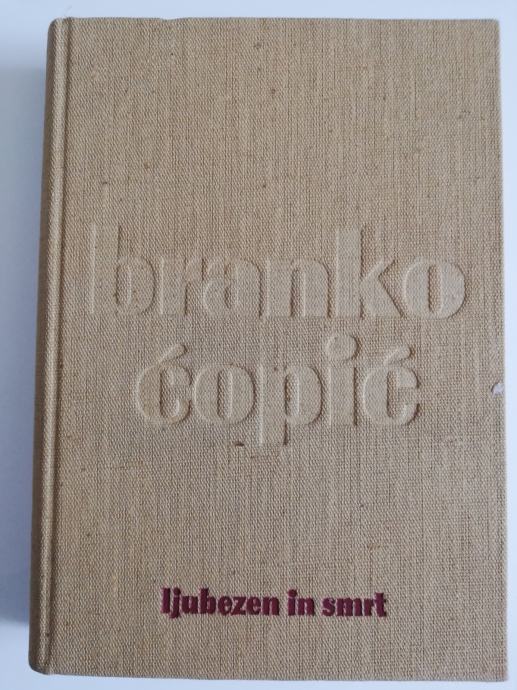 branko
ćopić
ljubezen in smrt